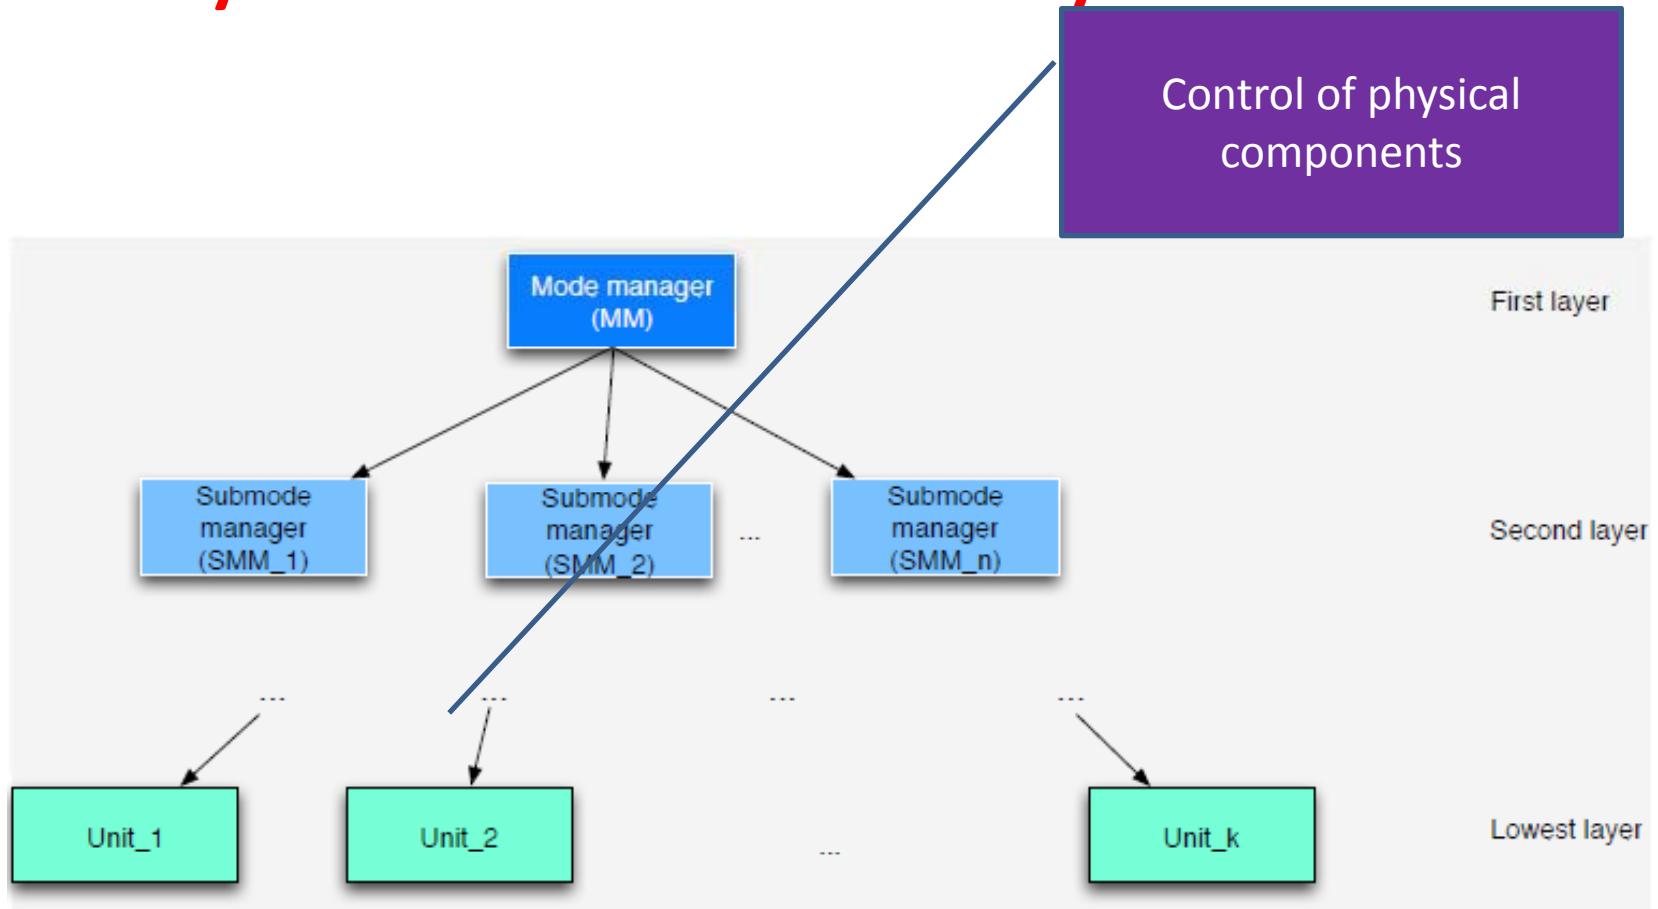 Control of physical
components
Mode manager
(MM)
First layer
Submode
manager
(SMM_1)
Submode
manager
(SMM_2)
...
Submode
manager
(SMM_n)
Second layer
...
...
...
...
Unit_1
Unit_2
...
Unit_k
Lowest layer